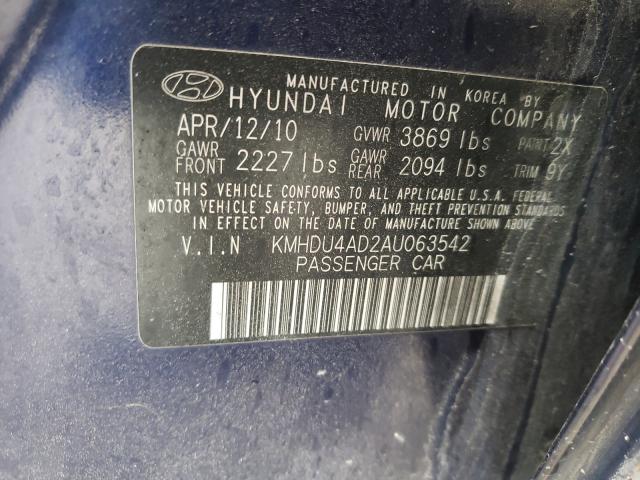 MANUFACTURED IN KOREA BY
HYUNDAI MOTOR COMPANY
APR/12/10 GVWR 3869 lbs PAINT 2X
GAWR FRONT 2227 lbs GAWR REAR 2094 lbs TRIM 9Y
THIS VEHICLE CONFORMS TO ALL APPLICABLE U.S.A. FEDERAL
MOTOR VEHICLE SAFETY, BUMPER, AND THEFT PREVENTION STANDARDS
IN EFFECT ON THE DATE OF MANUFACTURE SHOWN ABOVE.
V.I.N KMHDU4AD2AU063542
PASSENGER CAR